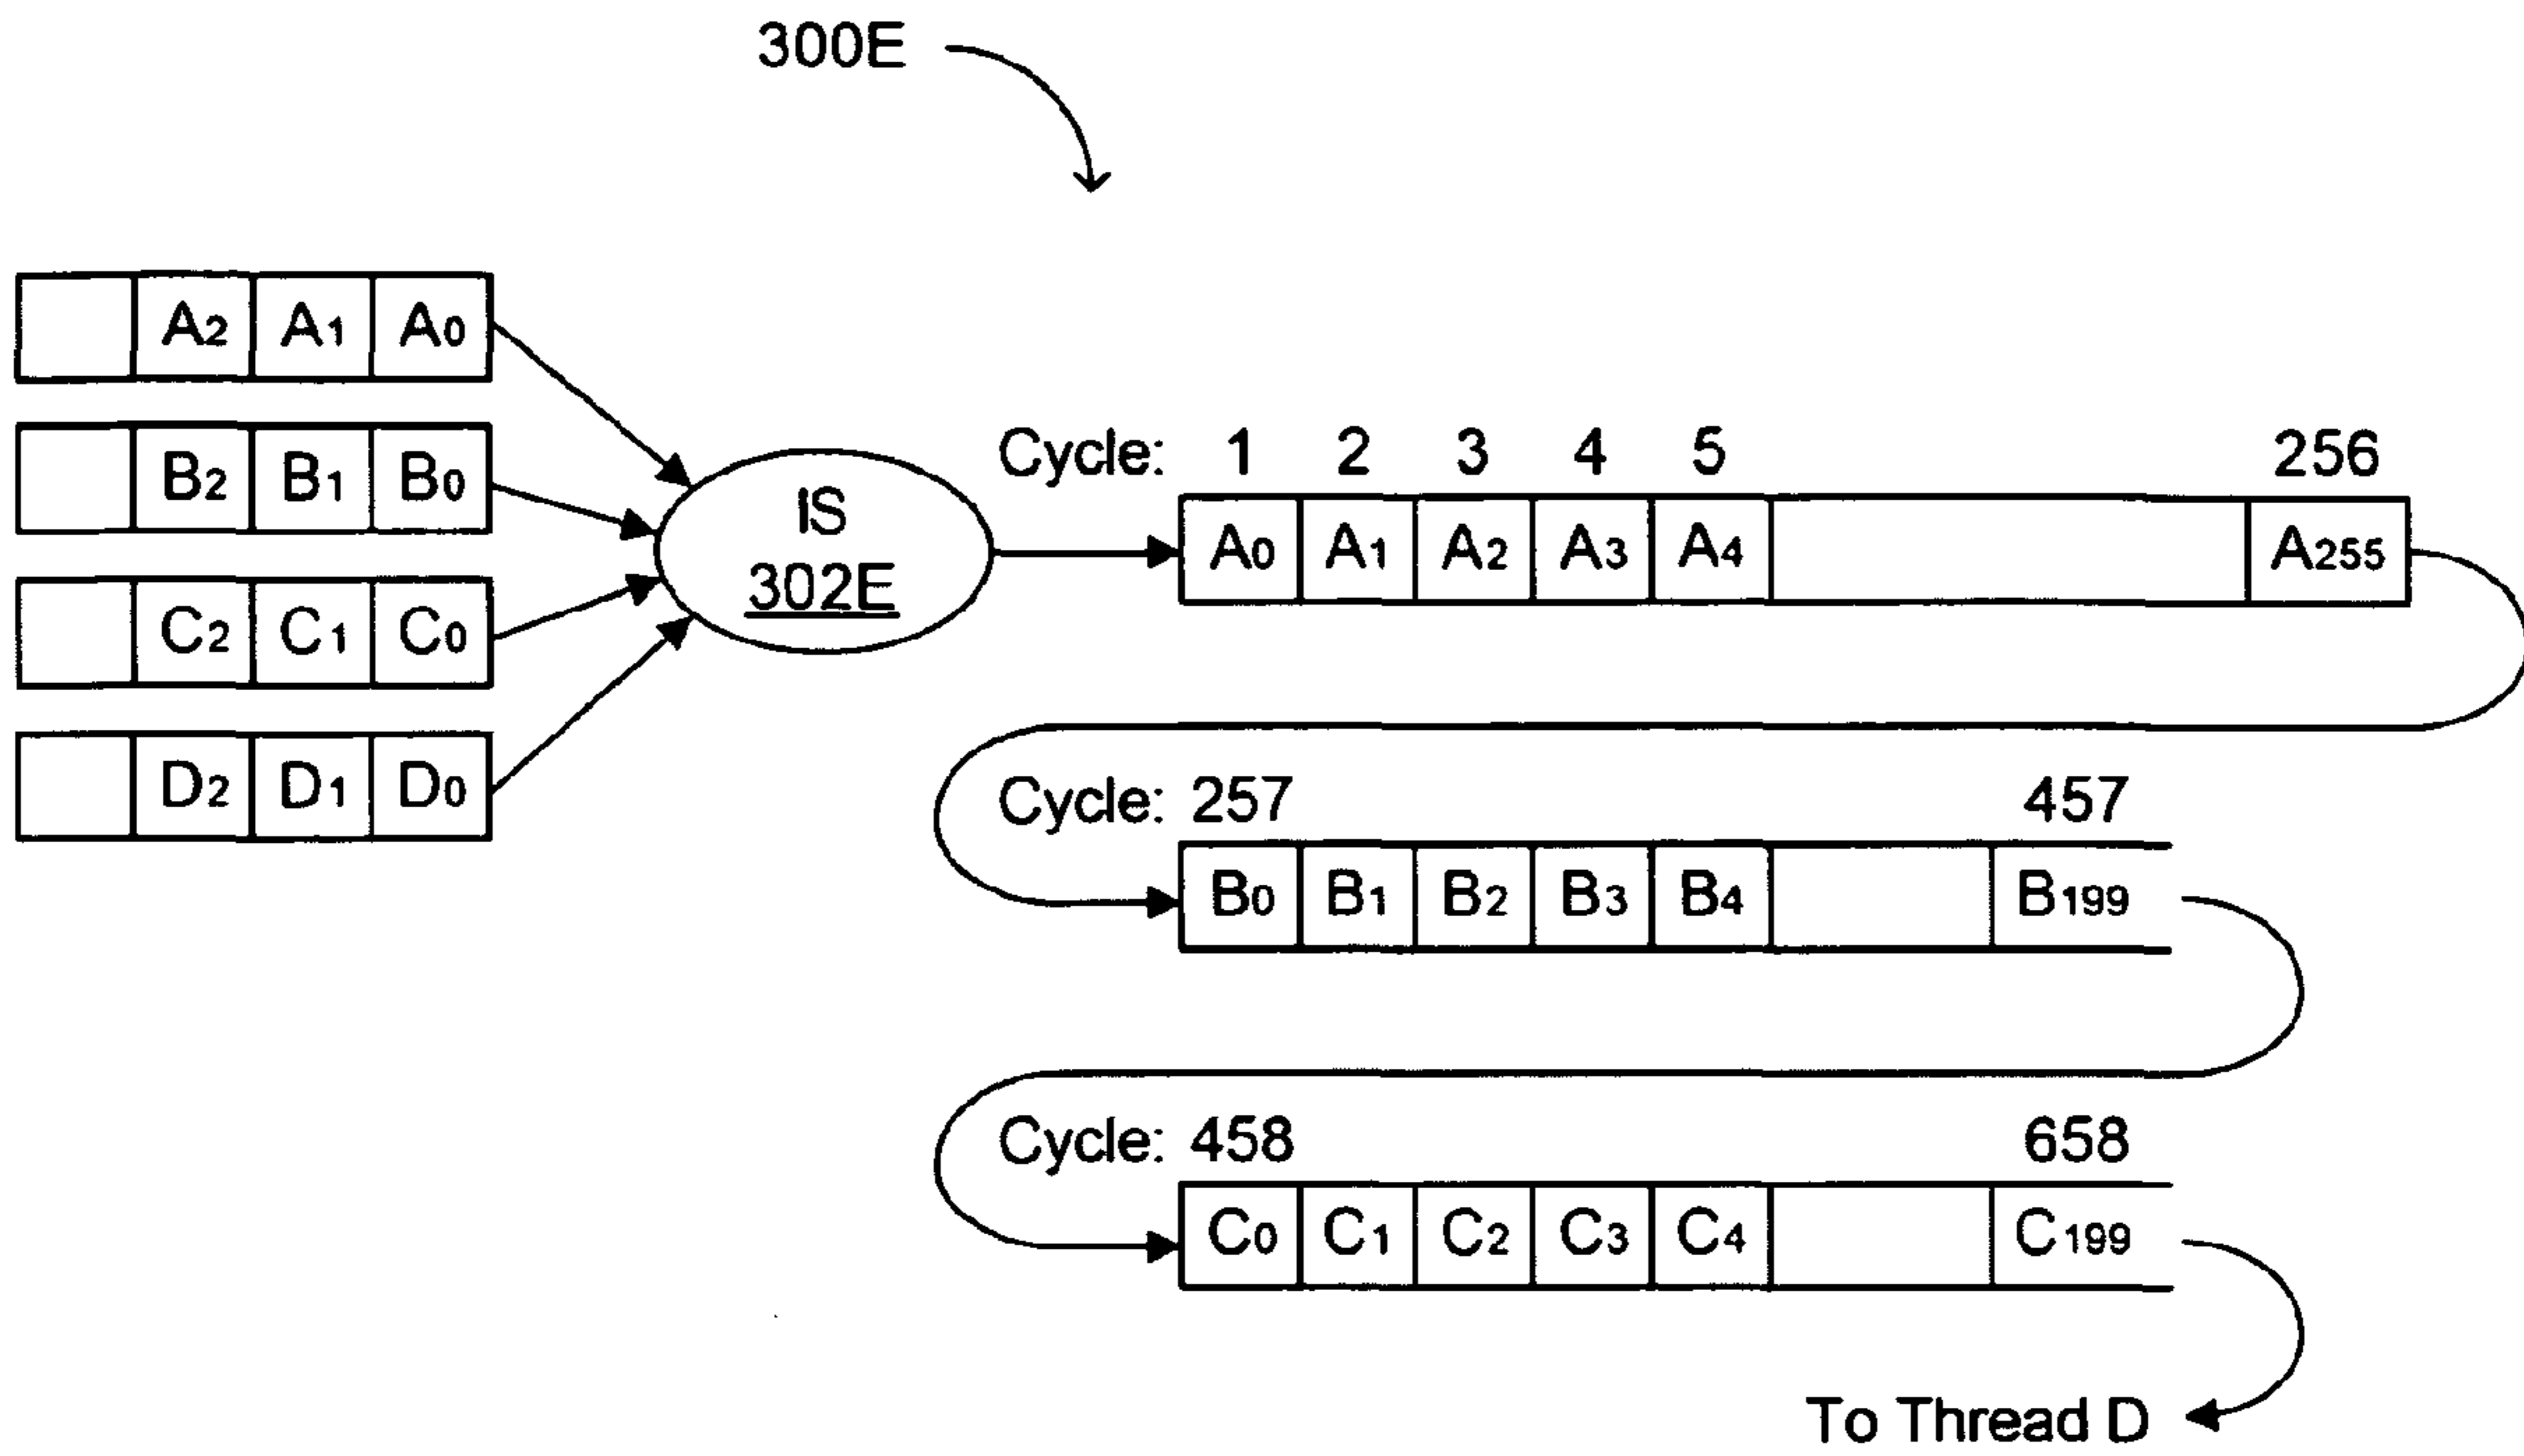 300E
A2 A1 A0
B2 B1 B0
C2 C1 C0
D2 D1 D0
IS
302E
Cycle: 1 2 3 4 5 256
A0 A1 A2 A3 A4 A255
Cycle: 257 457
B0 B1 B2 B3 B4 B199
Cycle: 458 658
C0 C1 C2 C3 C4 C199
To Thread D